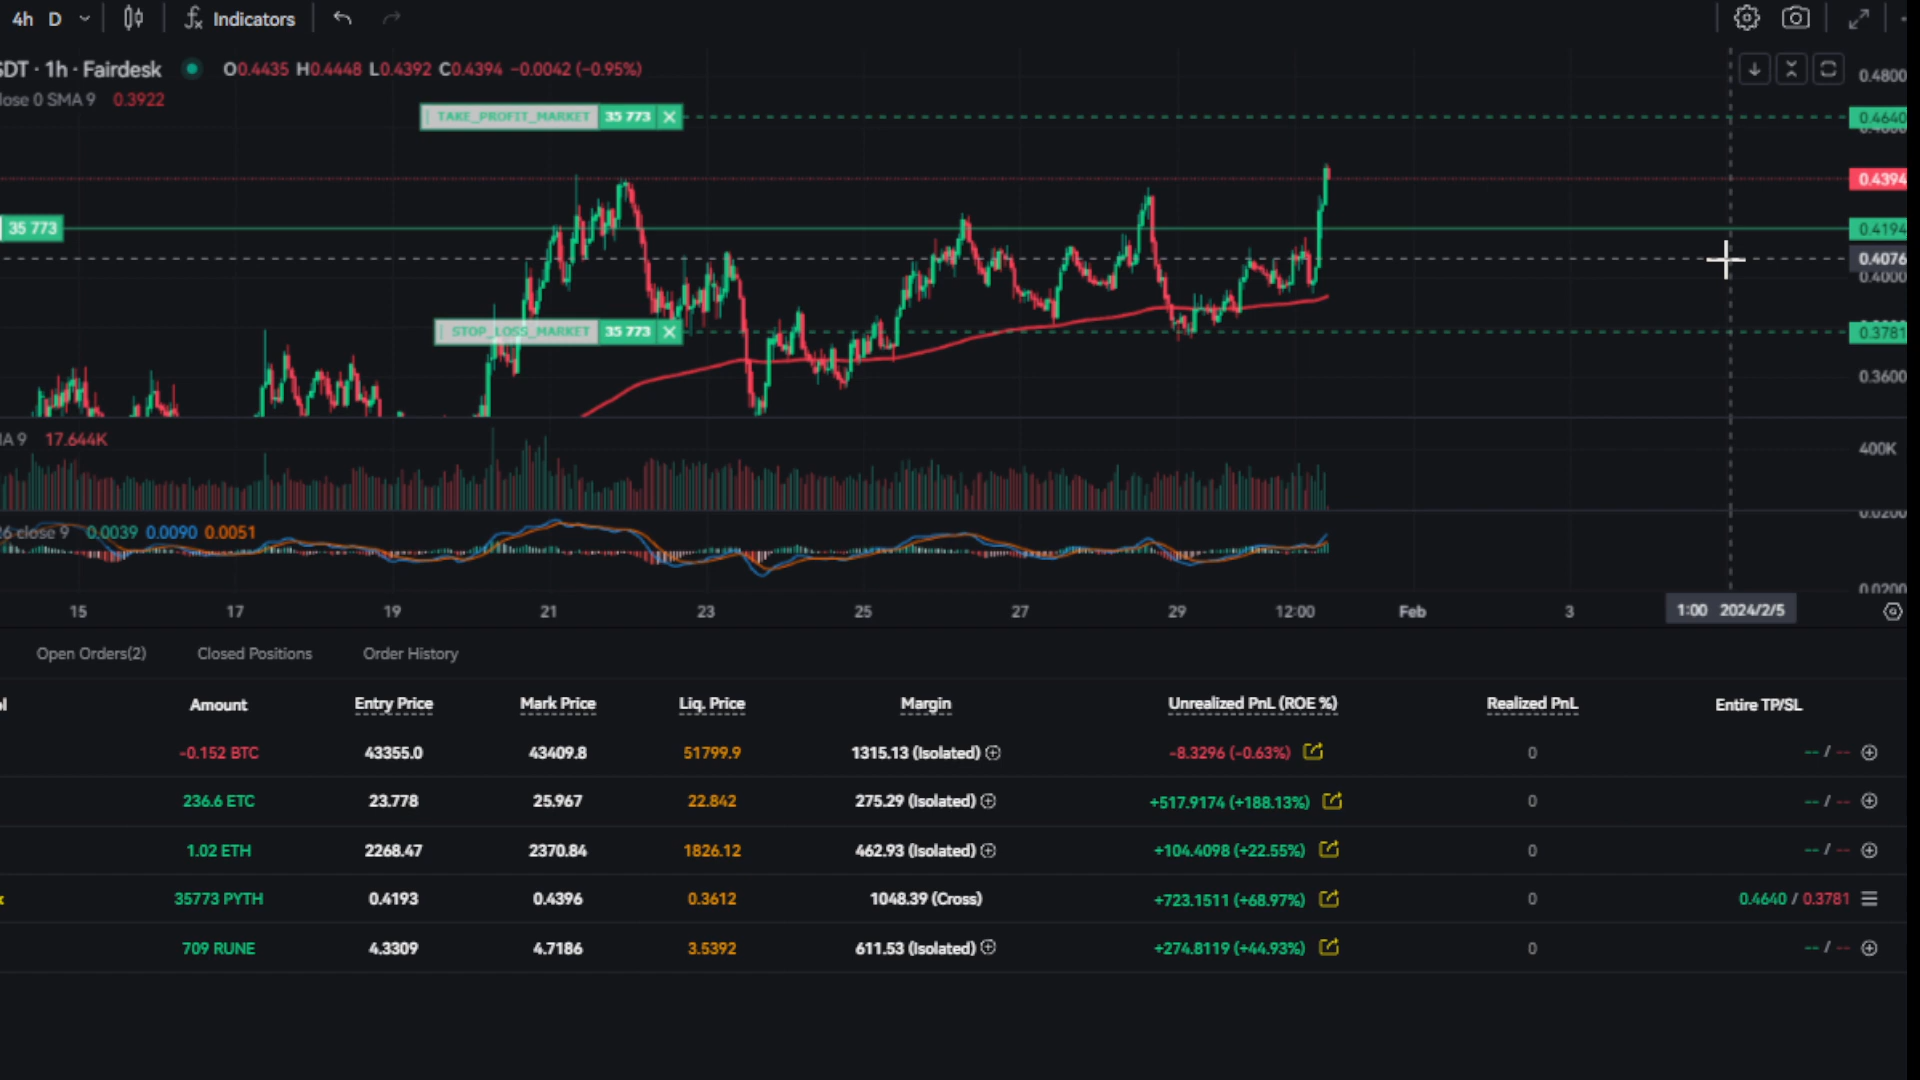 4h D Indicators
DT · 1h · Fairdesk O0.4435 H0.4448 L0.4392 C0.4394 −0.0042 (−0.95%)
lose 0 SMA 9 0.3922
0.4800
TAKE_PROFIT_MARKET 35 773
0.4640
0.4394
35 773
0.4194
0.4076
0.4000
STOP_LOSS_MARKET 35 773
0.3781
0.3600
MA 9 17.644K
400K
26 close 9 0.0039 0.0090 0.0051
0.0200
0.0200
15 17 19 21 23 25 27 29 12:00 Feb 3 1:00 2024/2/5
Open Orders(2) Closed Positions Order History
Amount Entry Price Mark Price Liq. Price Margin Unrealized PnL (ROE %) Realized PnL Entire TP/SL
-0.152 BTC 43355.0 43409.8 51799.9 1315.13 (Isolated) -8.3296 (-0.63%) 0 -- / --
236.6 ETC 23.778 25.967 22.842 275.29 (Isolated) +517.9174 (+188.13%) 0 -- / --
1.02 ETH 2268.47 2370.84 1826.12 462.93 (Isolated) +104.4098 (+22.55%) 0 -- / --
35773 PYTH 0.4193 0.4396 0.3612 1048.39 (Cross) +723.1511 (+68.97%) 0 0.4640 / 0.3781
709 RUNE 4.3309 4.7186 3.5392 611.53 (Isolated) +274.8119 (+44.93%) 0 -- / --